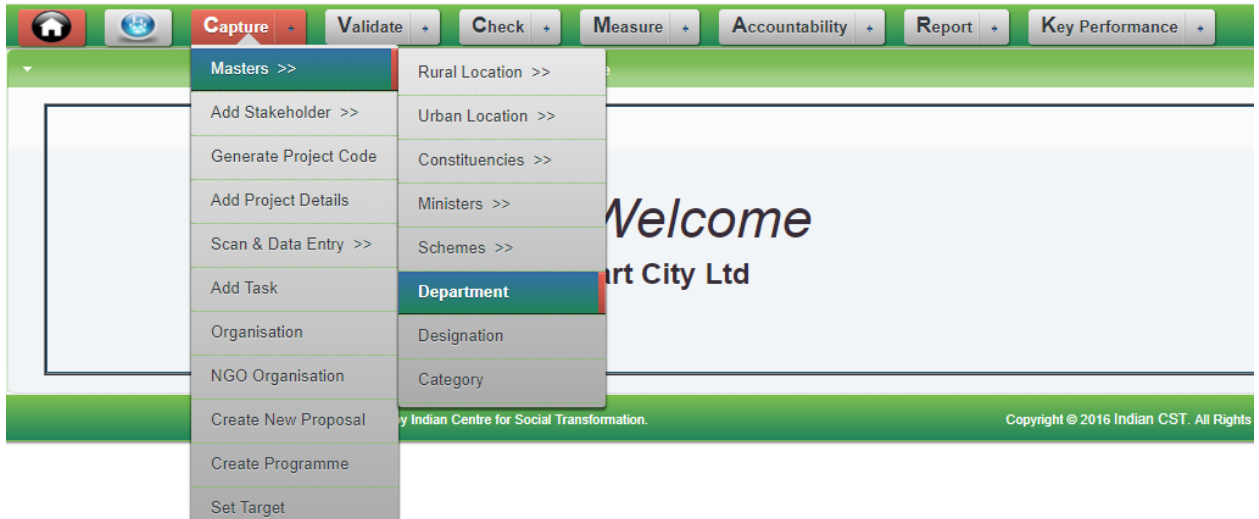 Capture + Validate + Check + Measure + Accountability + Report + Key Performance +
Masters >>
Add Stakeholder >>
Generate Project Code
Add Project Details
Scan & Data Entry >>
Add Task
Organisation
NGO Organisation
Create New Proposal
Create Programme
Set Target
Rural Location >>
Urban Location >>
Constituencies >>
Ministers >>
Schemes >>
Department
Designation
Category
Welcome
art City Ltd
by Indian Centre for Social Transformation.
Copyright © 2016 Indian CST. All Rights